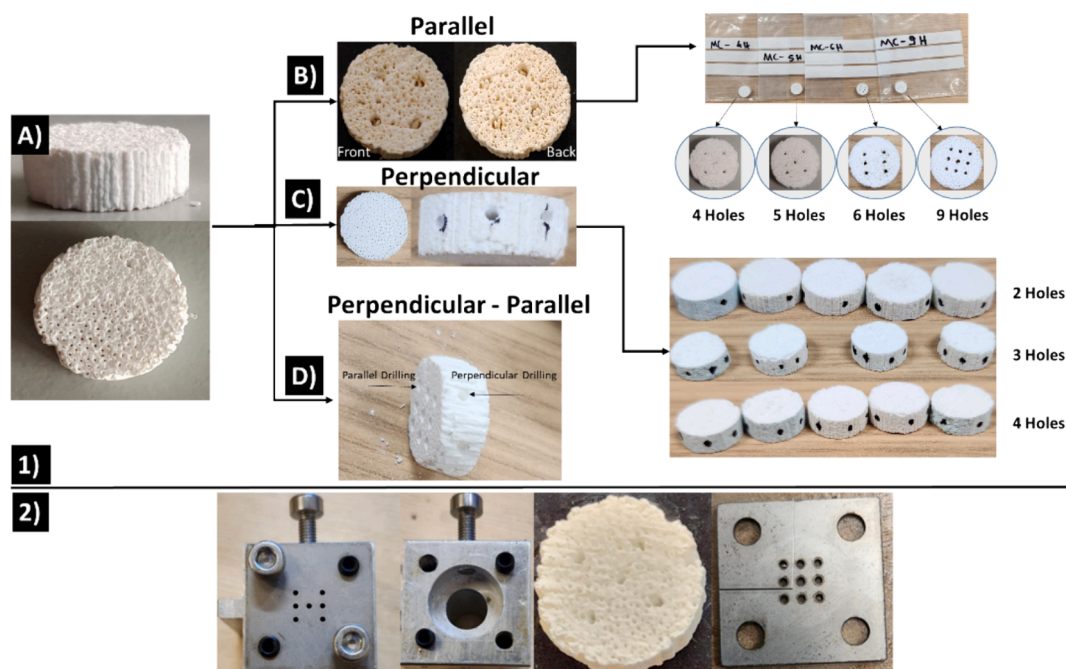 Parallel
B)
MC-4H
MC-5H
MC-6H
MC-9H
A)
Front
Back
4 Holes
5 Holes
6 Holes
9 Holes
Perpendicular
C)
Perpendicular - Parallel
D)
Parallel Drilling
Perpendicular Drilling
2 Holes
3 Holes
4 Holes
1)
2)